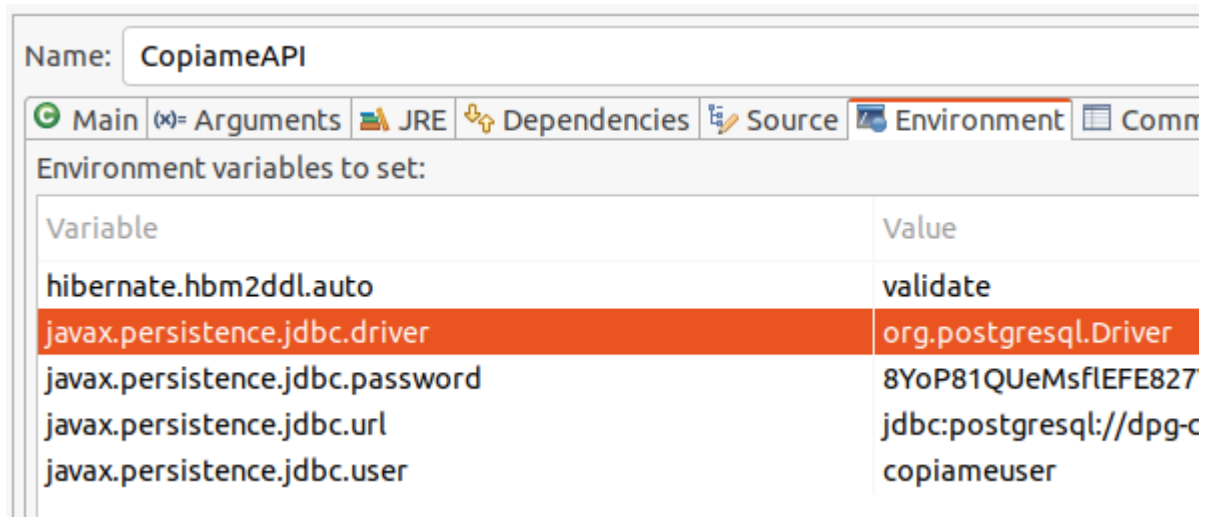 Name: CopiameAPI
Main (x)= Arguments JRE Dependencies Source Environment Comm
Environment variables to set:
Variable Value
hibernate.hbm2ddl.auto validate
javax.persistence.jdbc.driver org.postgresql.Driver
javax.persistence.jdbc.password 8YoP81QUeMsflEFE827
javax.persistence.jdbc.url jdbc:postgresql://dpg-c
javax.persistence.jdbc.user copiameuser